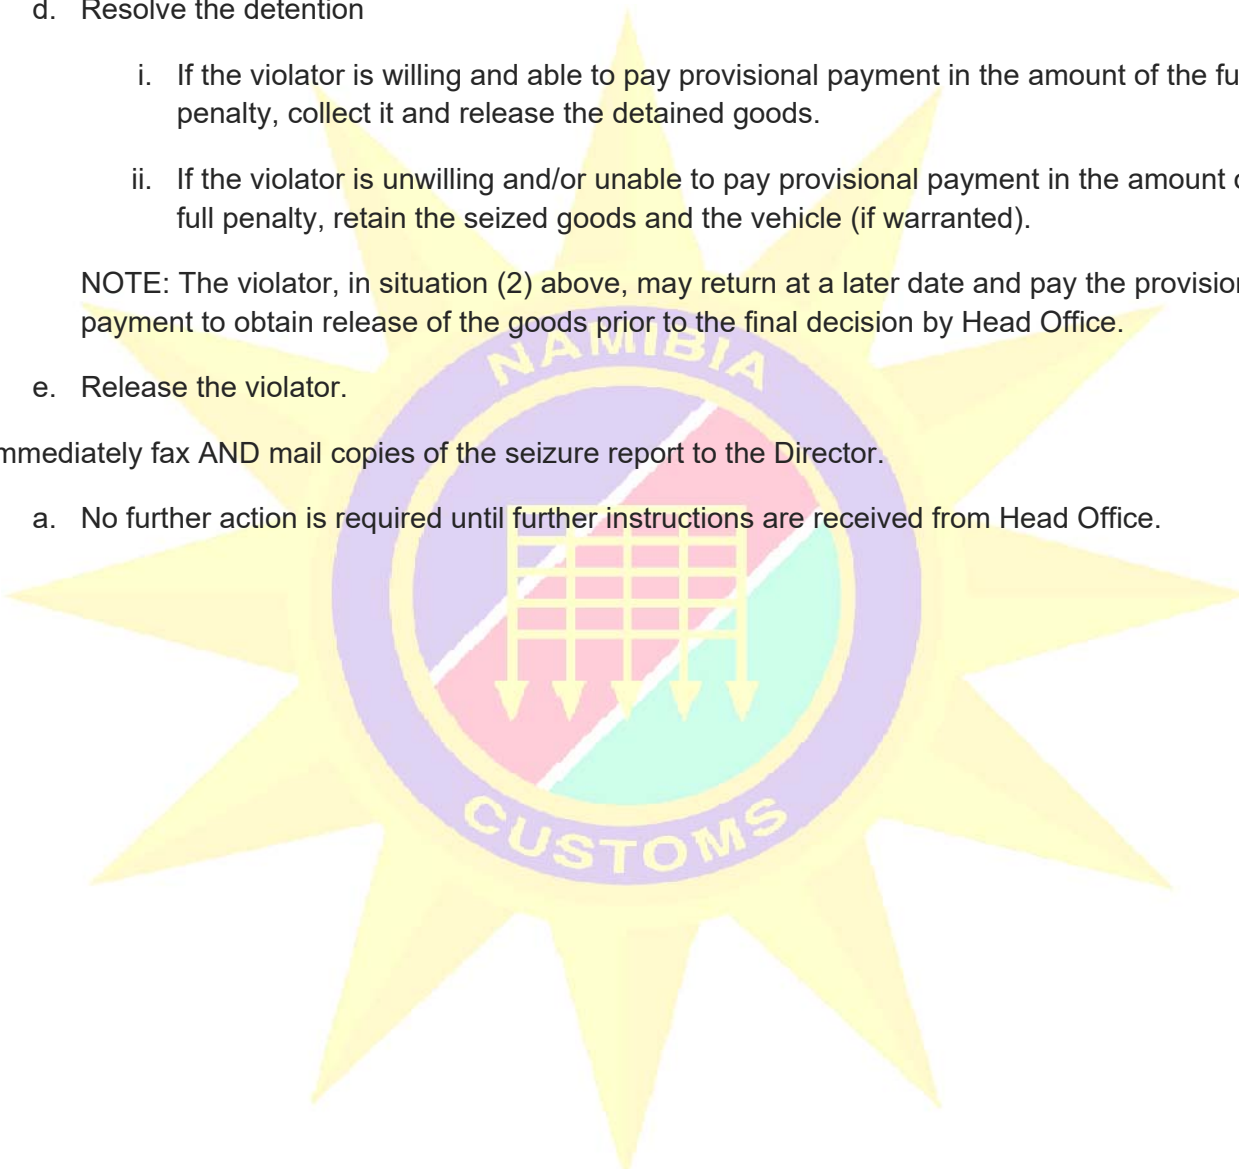 d. Resolve the detention
i. If the violator is willing and able to pay provisional payment in the amount of the fu
penalty, collect it and release the detained goods.
ii. If the violator is unwilling and/or unable to pay provisional payment in the amount
full penalty, retain the seized goods and the vehicle (if warranted).
NOTE: The violator, in situation (2) above, may return at a later date and pay the provision
payment to obtain release of the goods prior to the final decision by Head Office.
NAMIBIA
e. Release the violator.
mmediately fax AND mail copies of the seizure report to the Director.
a. No further action is required until further instructions are received from Head Office.
CUSTOMS